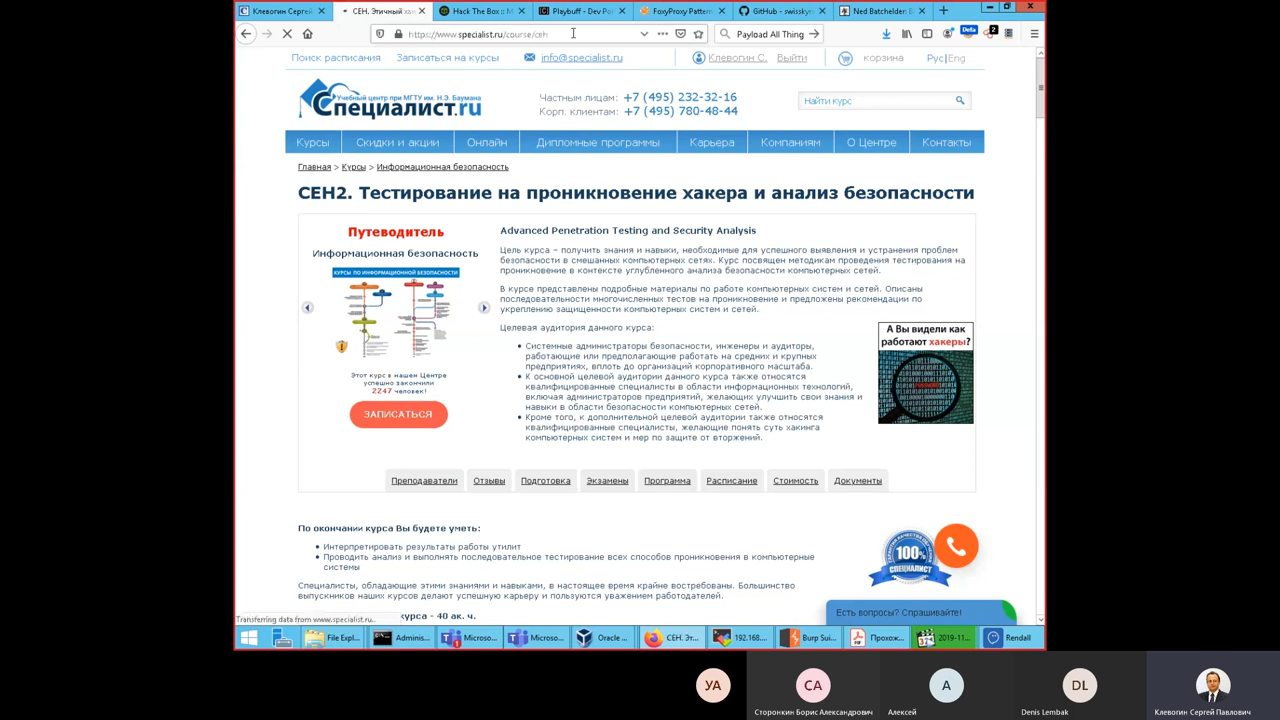 Клевогин Сергей
СЕН. Этичный хак
Hack The Box :: M
Playbuff - Dev Por
FoxyProxy Pattern
GitHub - swisskyr
Ned Batchelder: B
https://www.specialist.ru/course/ceh
Payload All Thing
Beta
Поиск расписания
Записаться на курсы
info@specialist.ru
Клевогин С.
Выйти
корзина
Рус|Eng
Учебный центр при МГТУ им. Н.Э. Баумана
Специалист.ru
Частным лицам: +7 (495) 232-32-16
Корп. клиентам: +7 (495) 780-48-44
Найти курс
Курсы
Скидки и акции
Онлайн
Дипломные программы
Карьера
Компаниям
О Центре
Контакты
Главная > Курсы > Информационная безопасность
CEH2. Тестирование на проникновение хакера и анализ безопасности
Путеводитель
Информационная безопасность
КУРСЫ ПО ИНФОРМАЦИОННОЙ БЕЗОПАСНОСТИ
Этот курс в нашем Центре
успешно закончили
2247 человек!
ЗАПИСАТЬСЯ
Advanced Penetration Testing and Security Analysis
Цель курса – получить знания и навыки, необходимые для успешного выявления и устранения проблем
безопасности в смешанных компьютерных сетях. Курс посвящен методикам проведения тестирования на
проникновение в контексте углубленного анализа безопасности компьютерных сетей.
В курсе представлены подробные материалы по работе компьютерных систем и сетей. Описаны
последовательности многочисленных тестов на проникновение и предложены рекомендации по
укреплению защищенности компьютерных систем и сетей.
Целевая аудитория данного курса:
Системные администраторы безопасности, инженеры и аудиторы,
работающие или предполагающие работать на средних и крупных
предприятиях, вплоть до организаций корпоративного масштаба.
К основной целевой аудитории данного курса также относятся
квалифицированные специалисты в области информационных технологий,
включая администраторов предприятий, желающих улучшить свои знания и
навыки в области безопасности компьютерных сетей.
Кроме того, к дополнительной целевой аудитории также относятся
квалифицированные специалисты, желающие понять суть хакинга
компьютерных систем и мер по защите от вторжений.
А Вы видели как
работают хакеры?
Преподаватели
Отзывы
Подготовка
Экзамены
Программа
Расписание
Стоимость
Документы
По окончании курса Вы будете уметь:
Интерпретировать результаты работы утилит
Проводить анализ и выполнять последовательное тестирование всех способов проникновения в компьютерные
системы
Специалисты, обладающие этими знаниями и навыками, в настоящее время крайне востребованы. Большинство
выпускников наших курсов делают успешную карьеру и пользуются уважением работодателей.
курса - 40 ак. ч.
100%
СПЕЦИАЛИСТ
Есть вопросы? Спрашивайте!
Transferring data from www.specialist.ru...
File Expl...
Adminis...
Microso...
Microso...
Oracle ...
СЕН. Эт...
192.168....
Burp Sui...
Прохож...
2019-11...
Rendall
УА
СА
Сторонкин Борис Александрович
А
Алексей
DL
Denis Lembak
Клевогин Сергей Павлович